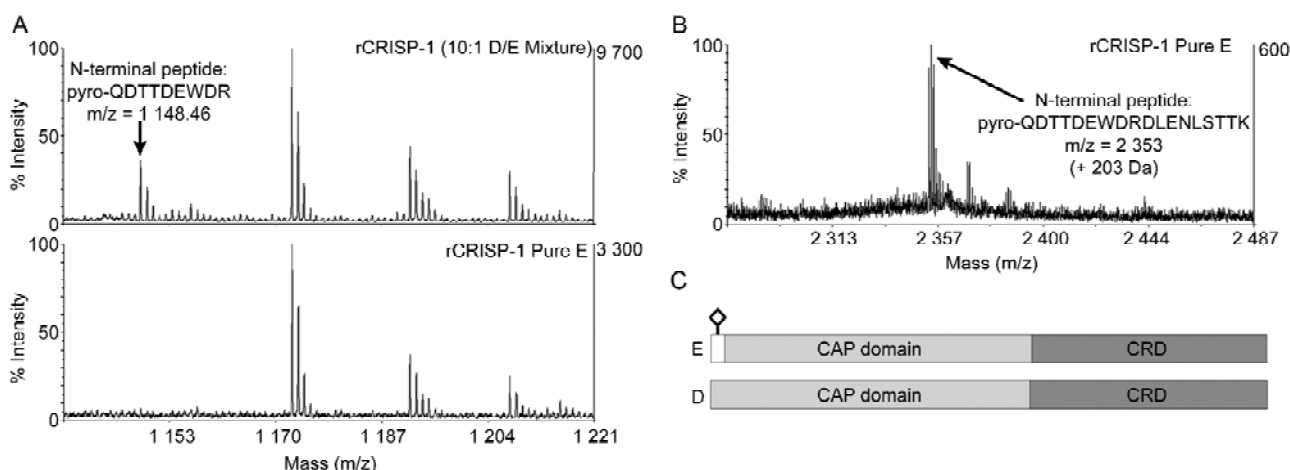 A
100
rCRISP-1 (10:1 D/E Mixture)
9 700
N-terminal peptide:
pyro-QDTTDEWDR
m/z = 1 148.46
% Intensity
50
0
100
rCRISP-1 Pure E
3 300
% Intensity
50
0
1 153
1 170
1 187
1 204
1 221
Mass (m/z)
B
100
rCRISP-1 Pure E
600
N-terminal peptide:
pyro-QDTTDEWDRDLENLSTTK
m/z = 2 353
(+ 203 Da)
% Intensity
50
0
2 313
2 357
2 400
2 444
2 487
Mass (m/z)
C
E
CAP domain
CRD
D
CAP domain
CRD